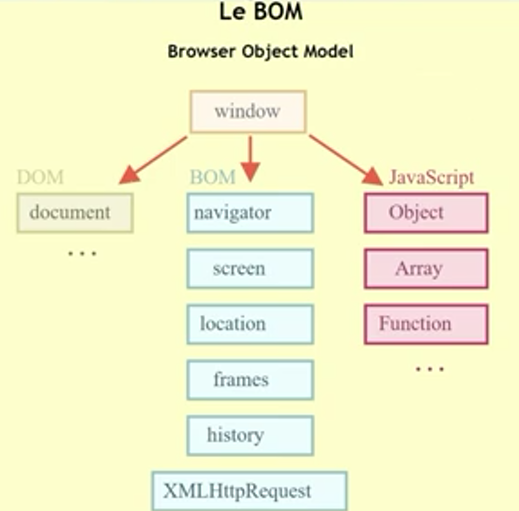 Le BOM
Browser Object Model
window
DOM
document
...
BOM
navigator
screen
location
frames
history
XMLHttpRequest
JavaScript
Object
Array
Function
...